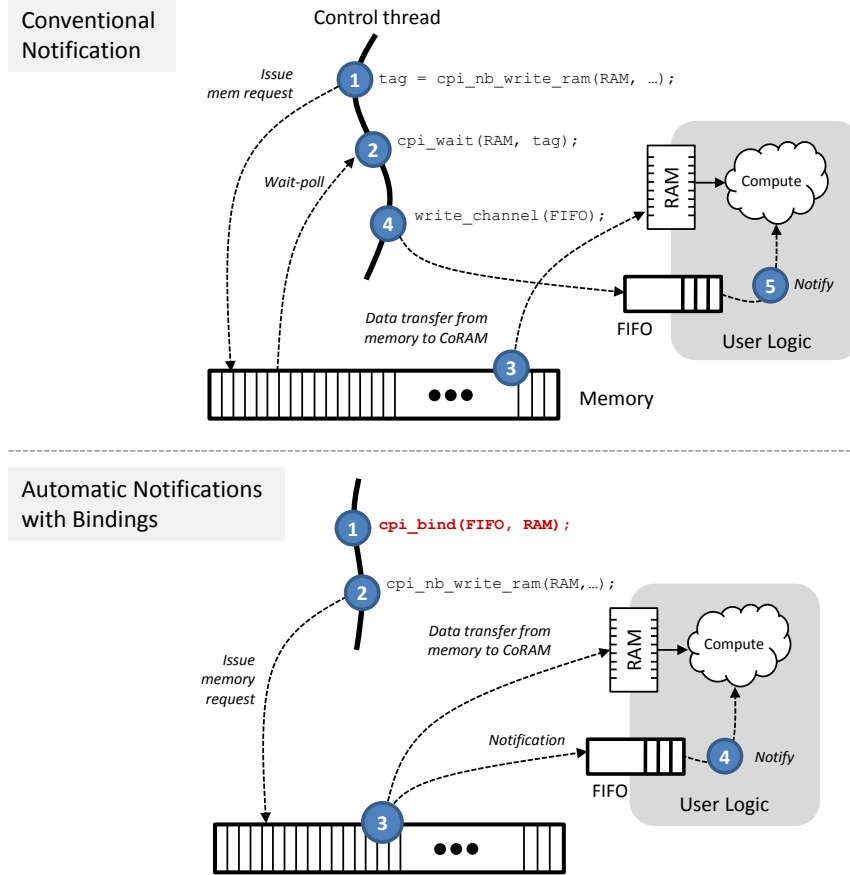 Conventional
Notification
Control thread
Issue
mem request
1
tag = cpi_nb_write_ram(RAM, …);
2
cpi_wait(RAM, tag);
Wait-poll
4
write_channel(FIFO);
RAM
Compute
5
Notify
FIFO
User Logic
Data transfer from
memory to CoRAM
3
Memory
Automatic Notifications
with Bindings
1
cpi_bind(FIFO, RAM);
2
cpi_nb_write_ram(RAM,…);
Issue
memory
request
Data transfer from
memory to CoRAM
RAM
Compute
Notification
4
Notify
FIFO
User Logic
3